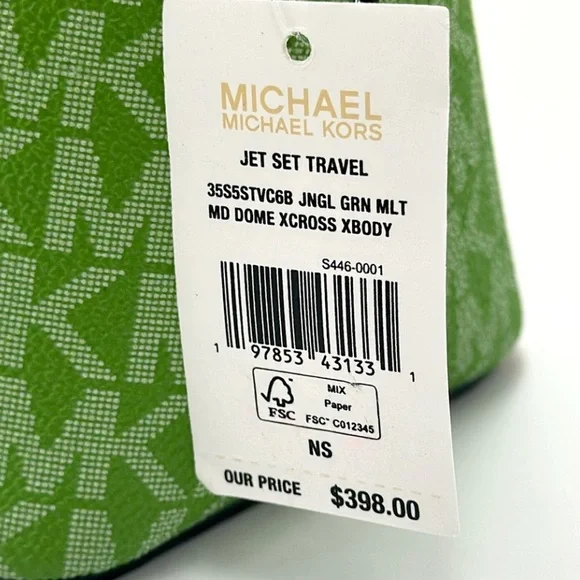 MICHAEL
MICHAEL KORS
JET SET TRAVEL
35S5STVC6B JNGL GRN MLT
MD DOME XCROSS XBODY
S446-0001
1 97853 43133 1
FSC
MIX
Paper
FSC™ C012345
NS
OUR PRICE $398.00